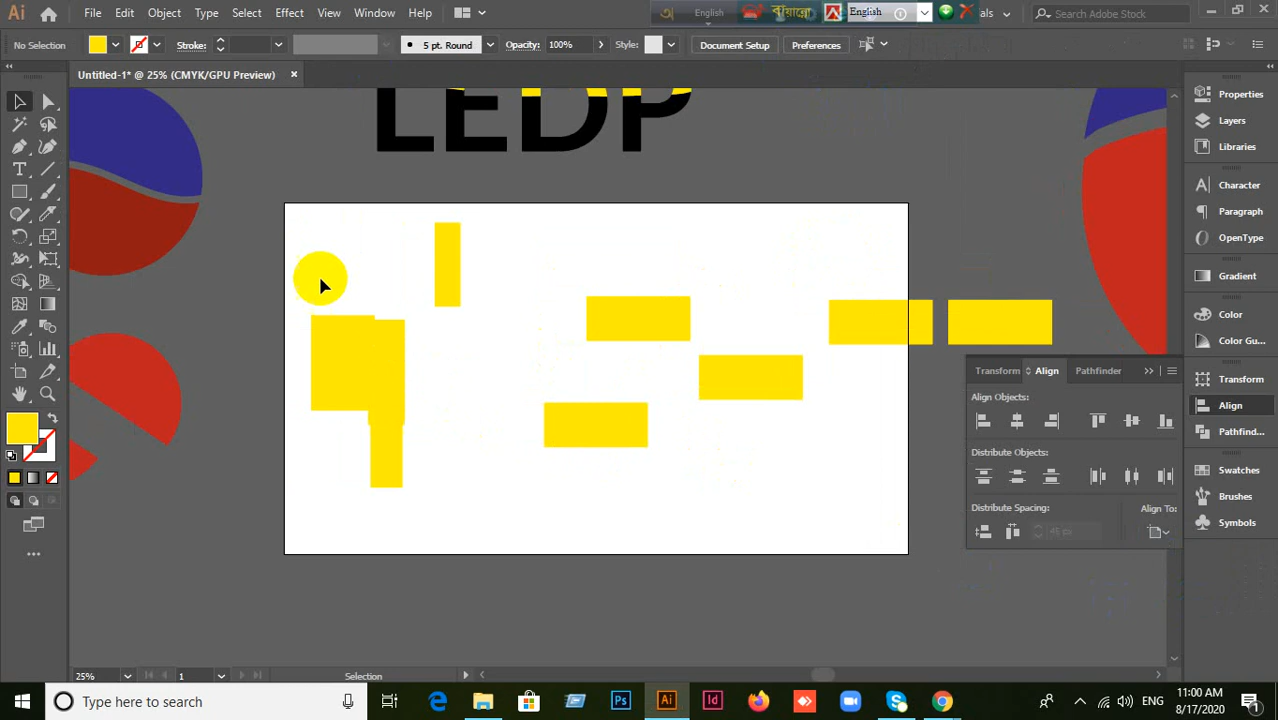 Ai File Edit Object Type Select Effect View Window Help
English বায়ান্নো English
Search Adobe Stock
No Selection Stroke: 5 pt. Round Opacity: 100% Style: Document Setup Preferences
Untitled-1* @ 25% (CMYK/GPU Preview) ×
LEDP
Properties
Layers
Libraries
Character
Paragraph
OpenType
Gradient
Color
Color Gu...
Transform
Align
Pathfind...
Swatches
Brushes
Symbols
Transform Align Pathfinder
Align Objects:
Distribute Objects:
Distribute Spacing: Align To:
45 px
25% 1 Selection
Type here to search
Ps Ai Id
ENG
11:00 AM
8/17/2020